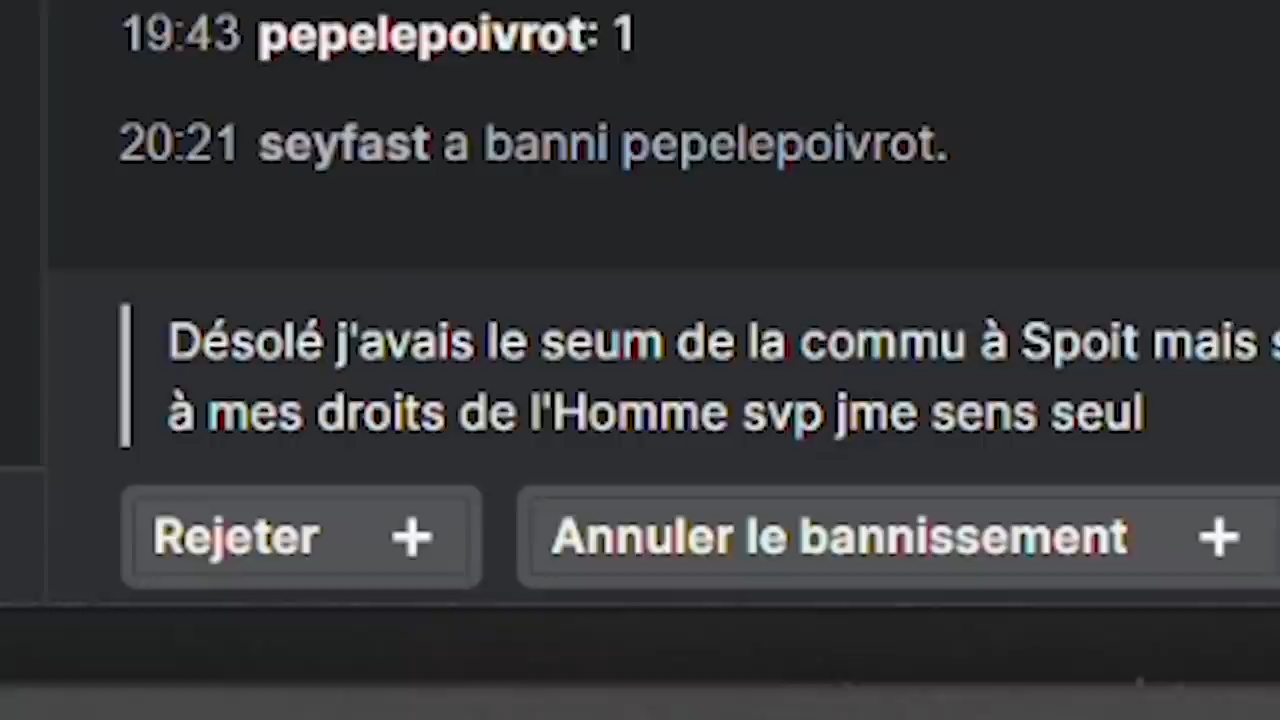 19:43 pepelepoivrot: 1
20:21 seyfast a banni pepelepoivrot.
Désolé j'avais le seum de la commu à Spoit mais
à mes droits de l'Homme svp jme sens seul
Rejeter +
Annuler le bannissement +